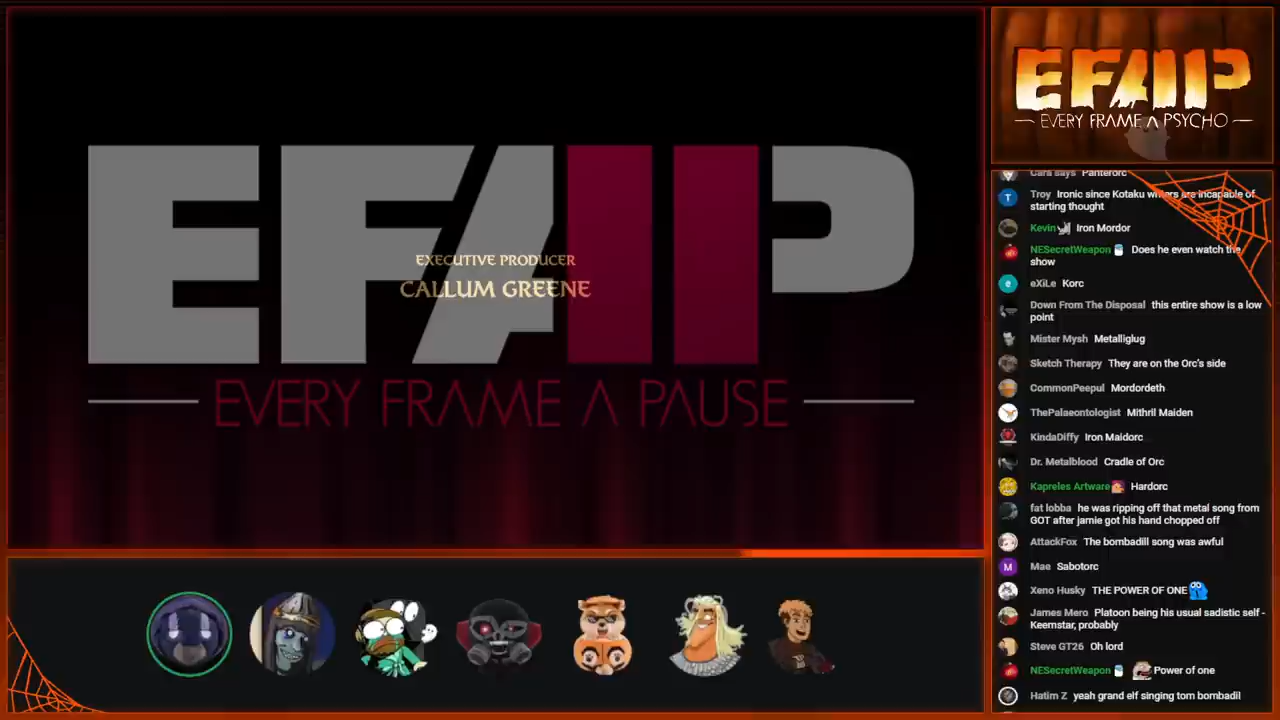 EFAP
EXECUTIVE PRODUCER
CALLUM GREENE
EVERY FRAME A PAUSE
EFAP
EVERY FRAME A PSYCHO
Cara says Panterorc
Troy Ironic since Kotaku writers are incapable of
starting thought
Kevin Iron Mordor
NESecretWeapon Does he even watch the
show
eXiLe Korc
Down From The Disposal this entire show is a low
point
Mister Mysh Metalliglug
Sketch Therapy They are on the Orc's side
CommonPeepul Mordordeth
ThePalaeontologist Mithril Maiden
KindaDiffy Iron Maidorc
Dr. Metalblood Cradle of Orc
Kapreles Artware Hardorc
fat lobba he was ripping off that metal song from
GOT after jamie got his hand chopped off
AttackFox The bombadill song was awful
M
Mae Sabotorc
Xeno Husky THE POWER OF ONE
James Mero Platoon being his usual sadistic self -
Keemstar, probably
Steve GT26 Oh lord
NESecretWeapon Power of one
Hatim Z yeah grand elf singing tom bombadil